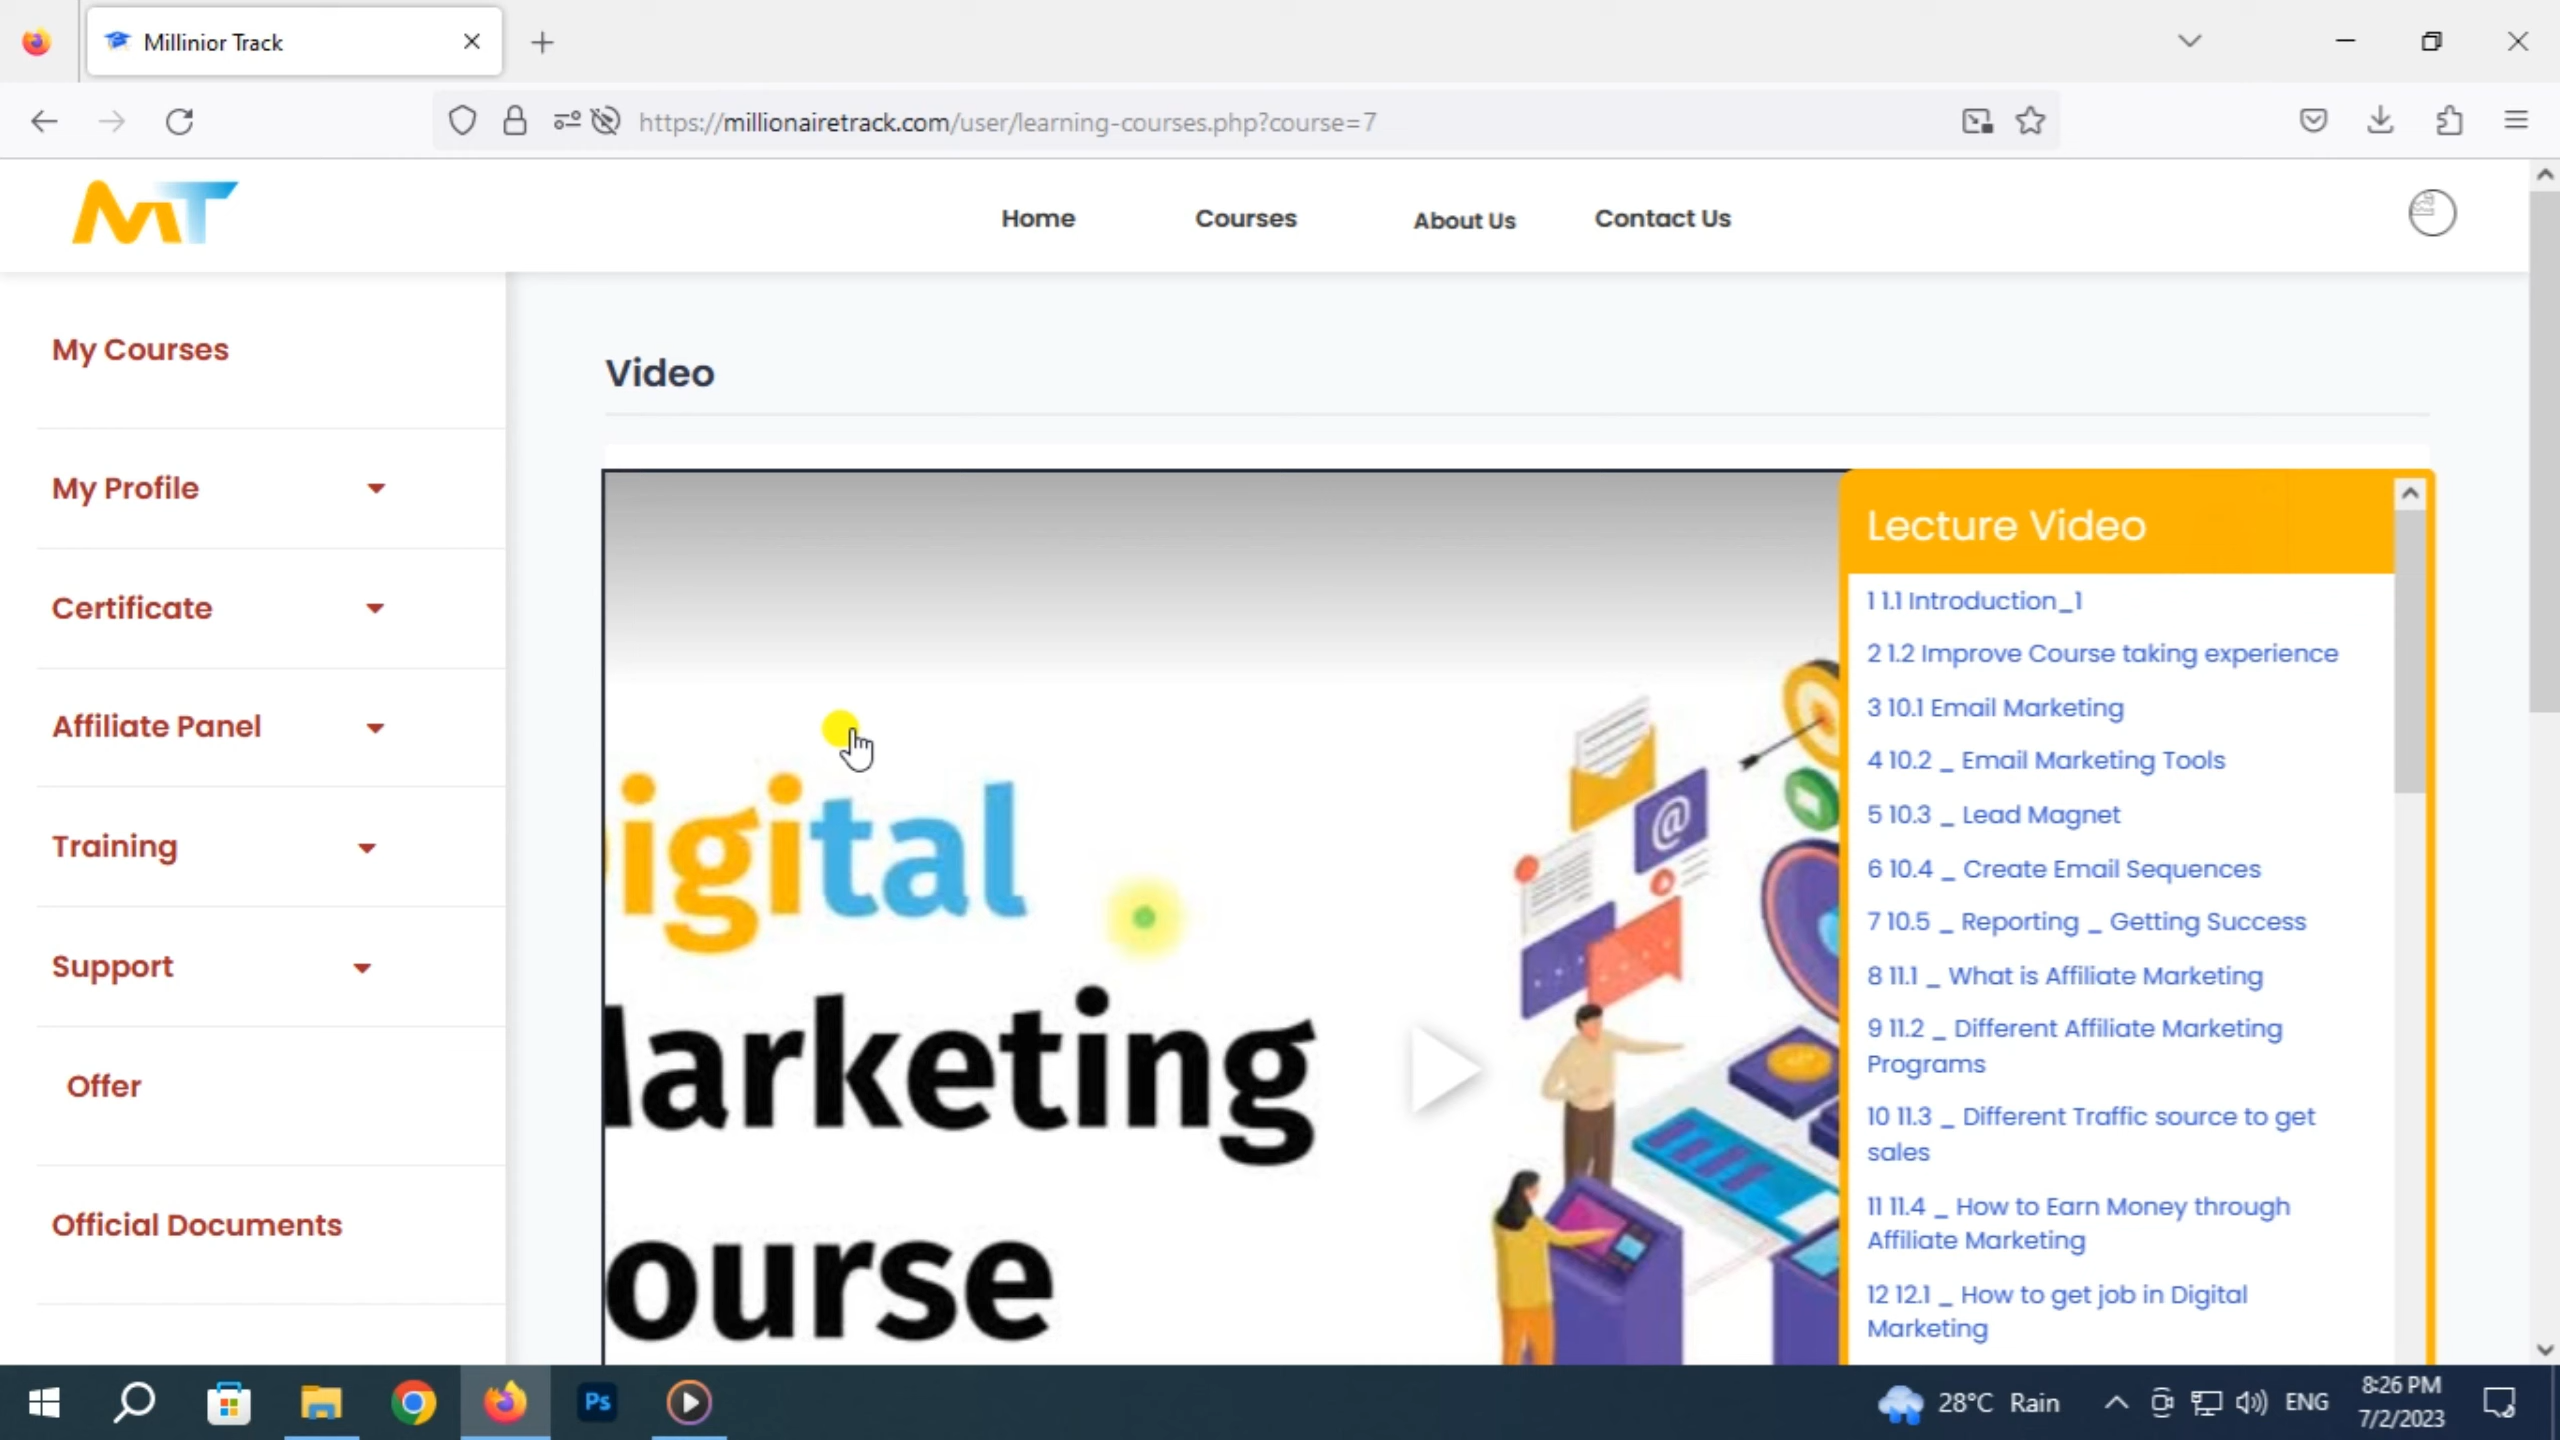 Millinior Track
https://millionairetrack.com/user/learning-courses.php?course=7
MT
Home
Courses
About Us
Contact Us
My Courses
My Profile
Certificate
Affiliate Panel
Training
Support
Offer
Official Documents
Video
igital
Marketing
ourse
@
Lecture Video
1 1.1 Introduction_1
2 1.2 Improve Course taking experience
3 10.1 Email Marketing
4 10.2 _ Email Marketing Tools
5 10.3 _ Lead Magnet
6 10.4 _ Create Email Sequences
7 10.5 _ Reporting _ Getting Success
8 11.1 _ What is Affiliate Marketing
9 11.2 _ Different Affiliate Marketing
Programs
10 11.3 _ Different Traffic source to get
sales
11 11.4 _ How to Earn Money through
Affiliate Marketing
12 12.1 _ How to get job in Digital
Marketing
Ps
28°C Rain
ENG
8:26 PM
7/2/2023